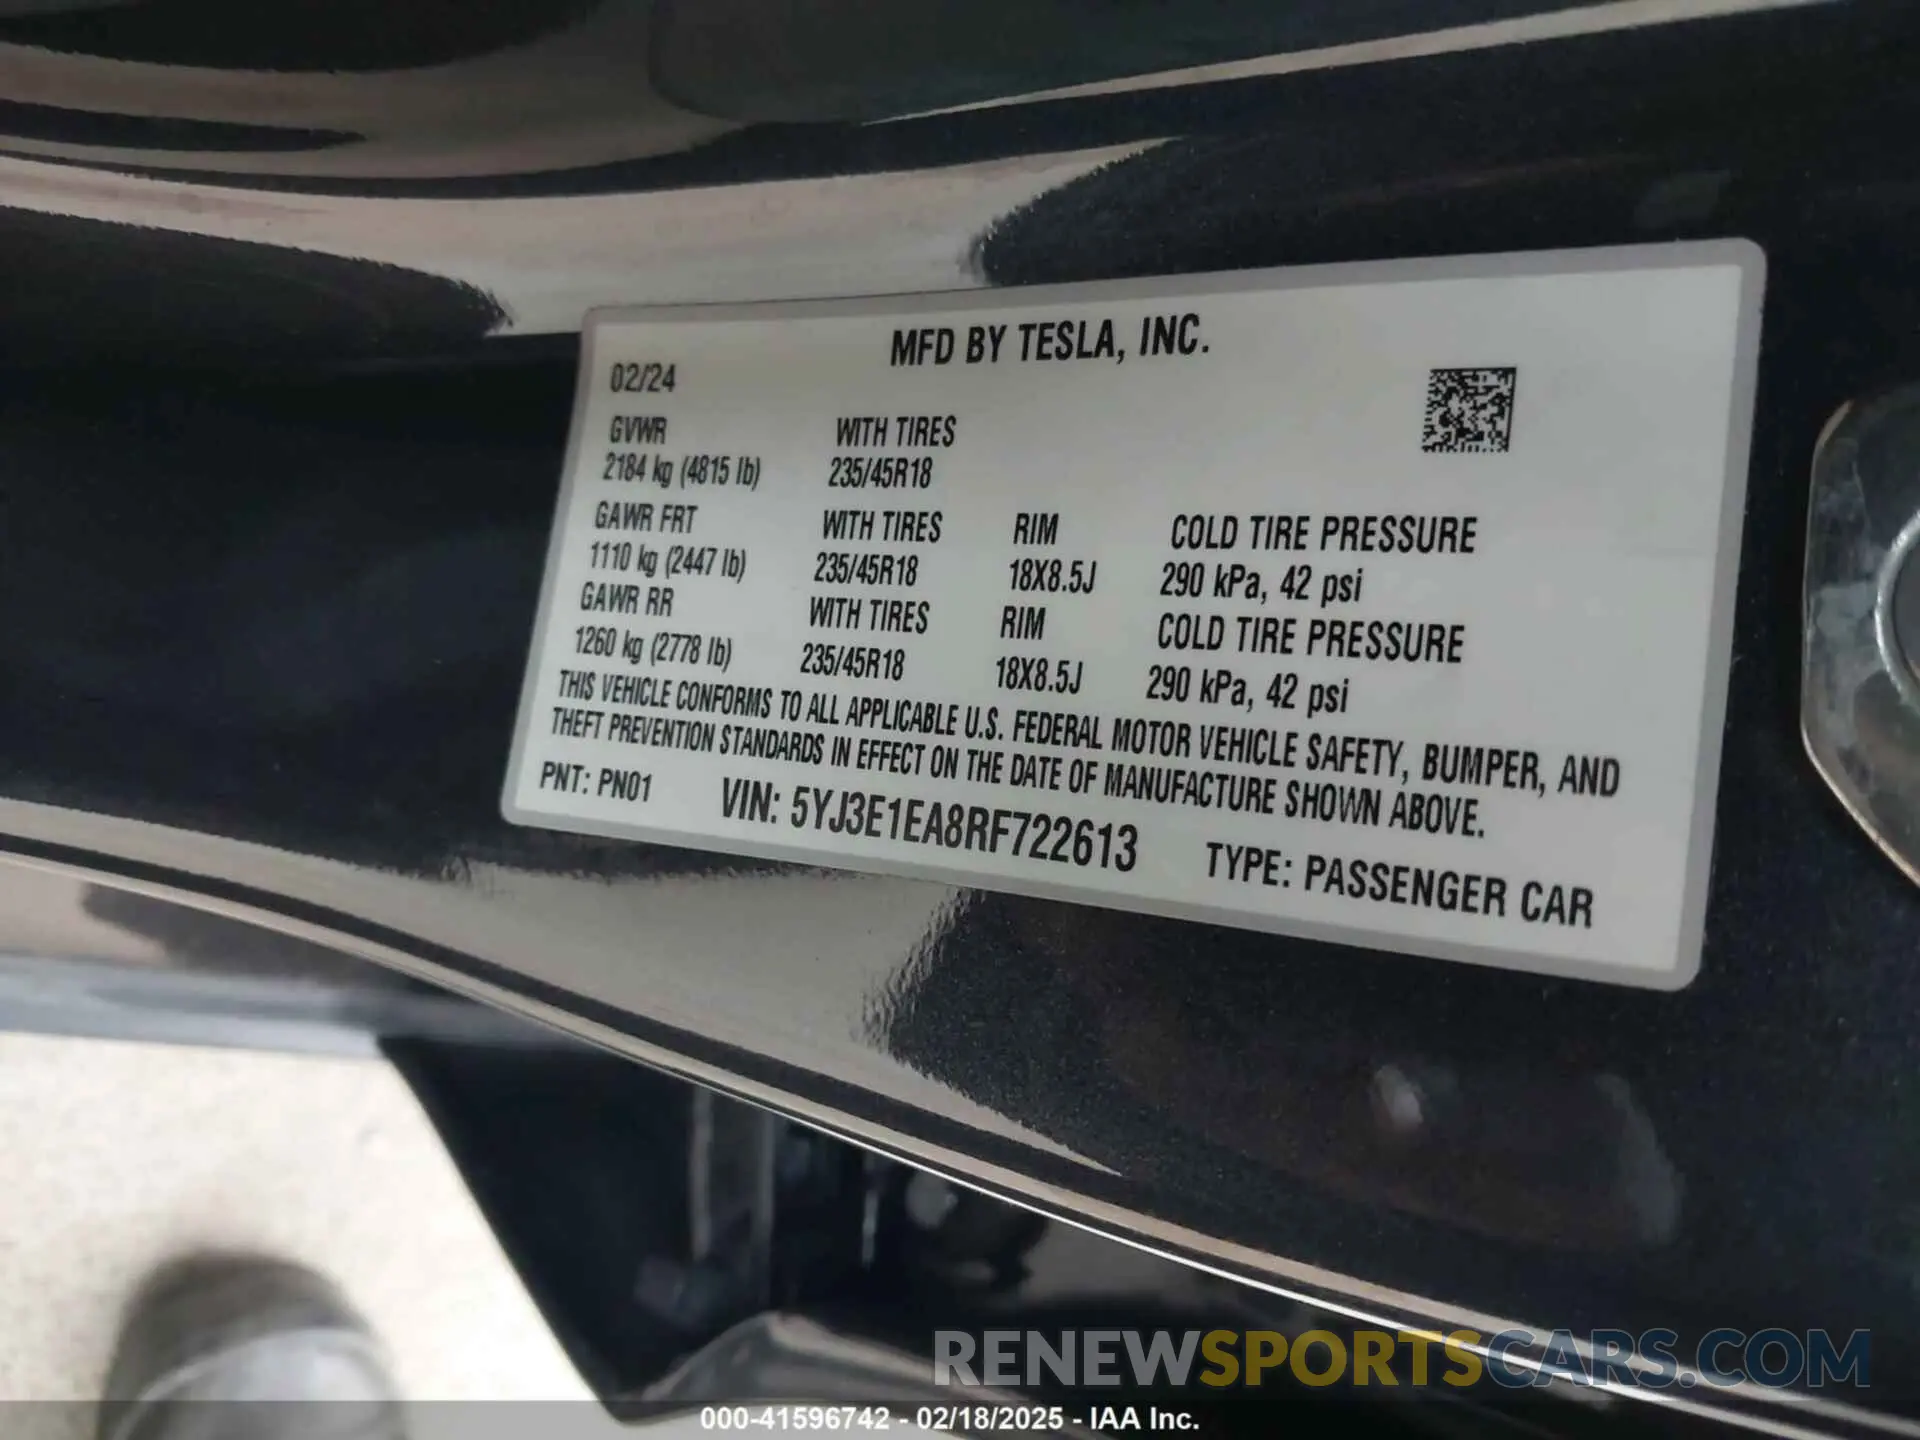 MFD BY TESLA, INC.
02/24
GVWR WITH TIRES
2184 kg (4815 lb) 235/45R18
GAWR FRT WITH TIRES RIM COLD TIRE PRESSURE
1110 kg (2447 lb) 235/45R18 18X8.5J 290 kPa, 42 psi
GAWR RR WITH TIRES RIM COLD TIRE PRESSURE
1260 kg (2778 lb) 235/45R18 18X8.5J 290 kPa, 42 psi
THIS VEHICLE CONFORMS TO ALL APPLICABLE U.S. FEDERAL MOTOR VEHICLE SAFETY, BUMPER, AND
THEFT PREVENTION STANDARDS IN EFFECT ON THE DATE OF MANUFACTURE SHOWN ABOVE.
PNT: PN01 VIN: 5YJ3E1EA8RF722613 TYPE: PASSENGER CAR
RENEWSPORTSCARS.COM
000-41596742 - 02/18/2025 - IAA Inc.